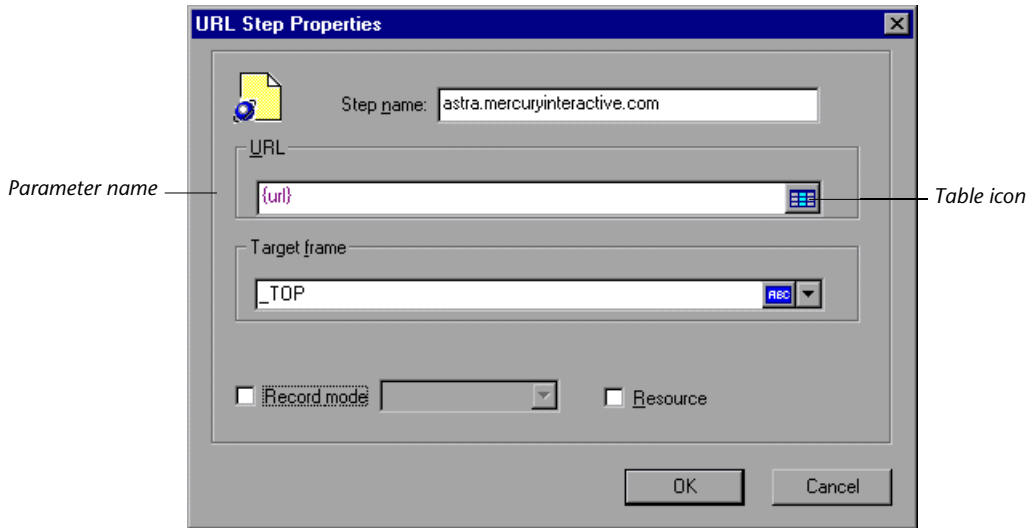 URL Step Properties
Step name: astra.mercuryinteractive.com
URL
Parameter name
{url}
Table icon
Target frame
_TOP
ABC
Record mode
Resource
OK
Cancel